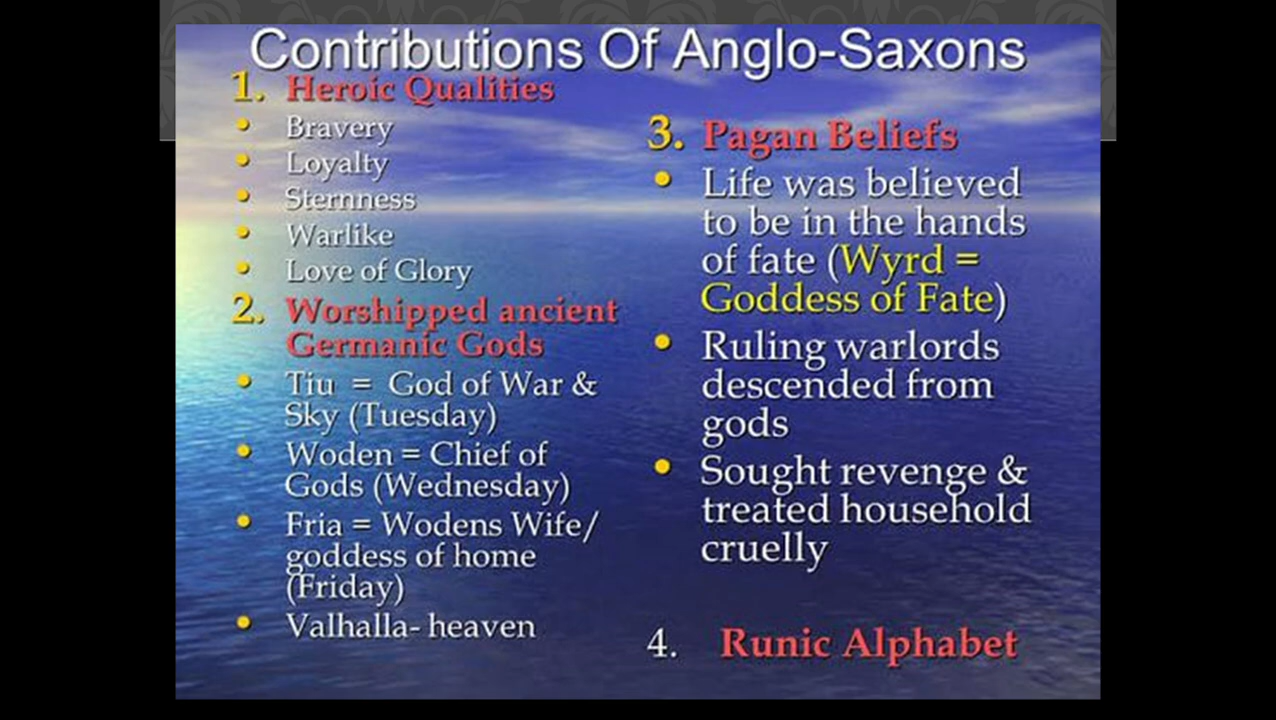 Contributions Of Anglo-Saxons
1. Heroic Qualities
• Bravery
• Loyalty
• Sternness
• Warlike
• Love of Glory
2. Worshipped ancient
Germanic Gods
• Tiu = God of War &
Sky (Tuesday)
• Woden = Chief of
Gods (Wednesday)
• Fria = Wodens Wife/
goddess of home
(Friday)
• Valhalla- heaven
3. Pagan Beliefs
• Life was believed
to be in the hands
of fate (Wyrd =
Goddess of Fate)
• Ruling warlords
descended from
gods
• Sought revenge &
treated household
cruelly
4. Runic Alphabet